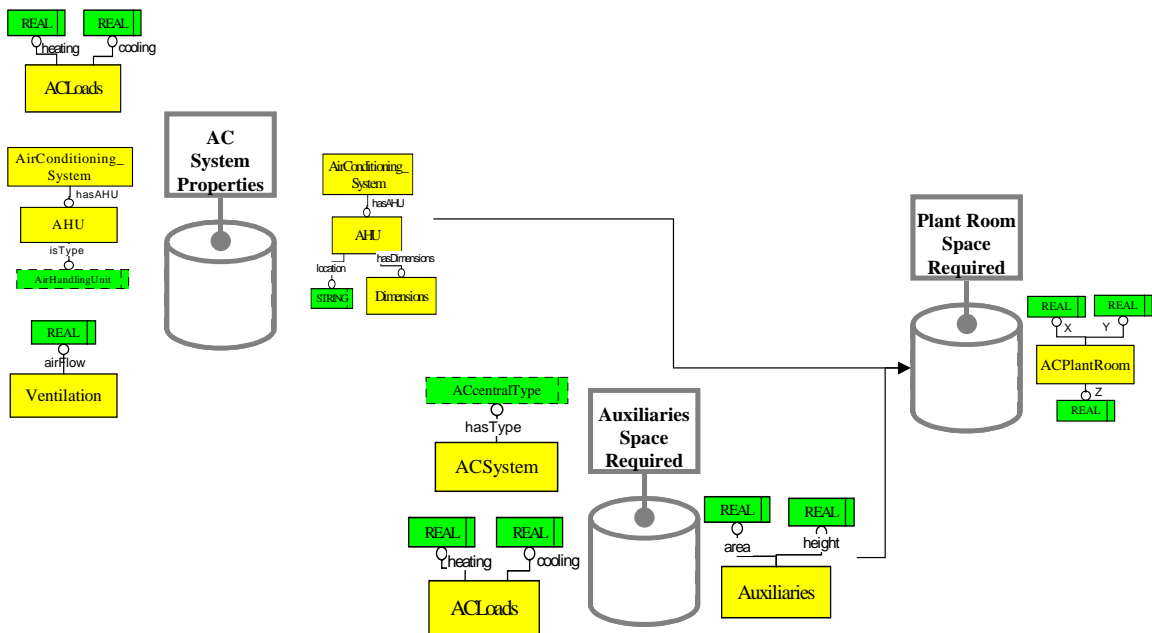 REAL
REAL
heating
cooling
ACLoads
AirConditioning_
System
hasAHU
AHU
isType
AirHandlingUnit
REAL
airFlow
Ventilation
AC
System
Properties
AirConditioning_
System
hasAHU
AHU
location
hasDimensions
STRING
Dimensions
ACcentralType
hasType
ACSystem
REAL
REAL
heating
cooling
ACLoads
Auxiliaries
Space
Required
REAL
REAL
area
height
Auxiliaries
Plant Room
Space
Required
REAL
REAL
X
Y
ACPlantRoom
Z
REAL